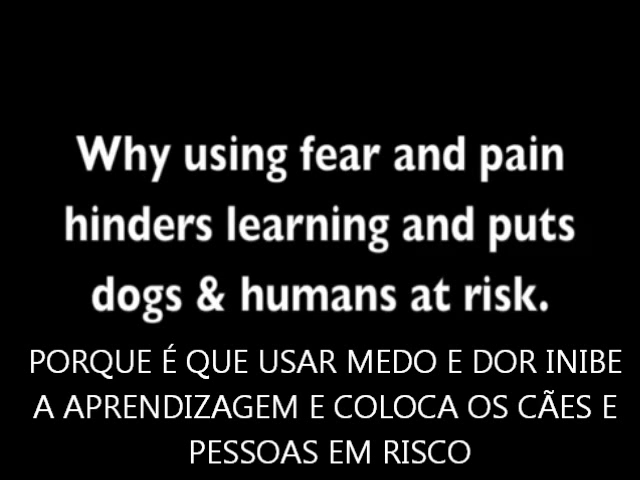 Why using fear and pain
hinders learning and puts
dogs & humans at risk.
PORQUE É QUE USAR MEDO E DOR INIBE
A APRENDIZAGEM E COLOCA OS CÃES E
PESSOAS EM RISCO